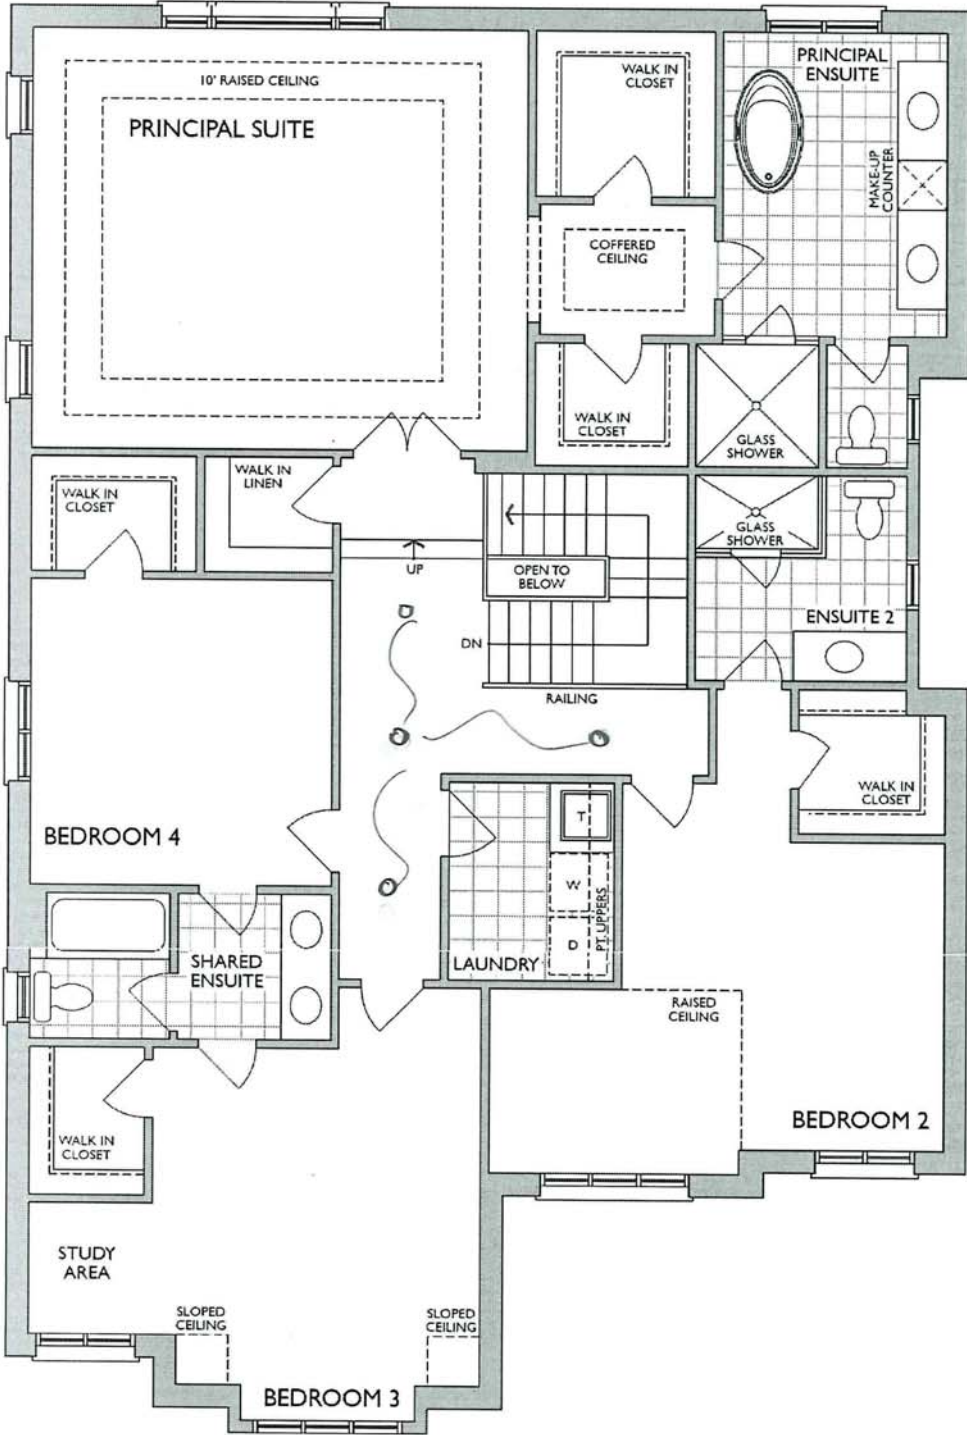 10' RAISED CEILING
PRINCIPAL SUITE
WALK IN
CLOSET
PRINCIPAL
ENSUITE
MAKE-UP
COUNTER
COFFERED
CEILING
WALK IN
CLOSET
GLASS
SHOWER
WALK IN
CLOSET
WALK IN
LINEN
UP
OPEN TO
BELOW
DN
RAILING
GLASS
SHOWER
ENSUITE 2
WALK IN
CLOSET
BEDROOM 4
T
W
D
PT. UPPERS
LAUNDRY
SHARED
ENSUITE
RAISED
CEILING
BEDROOM 2
WALK IN
CLOSET
STUDY
AREA
SLOPED
CEILING
SLOPED
CEILING
BEDROOM 3